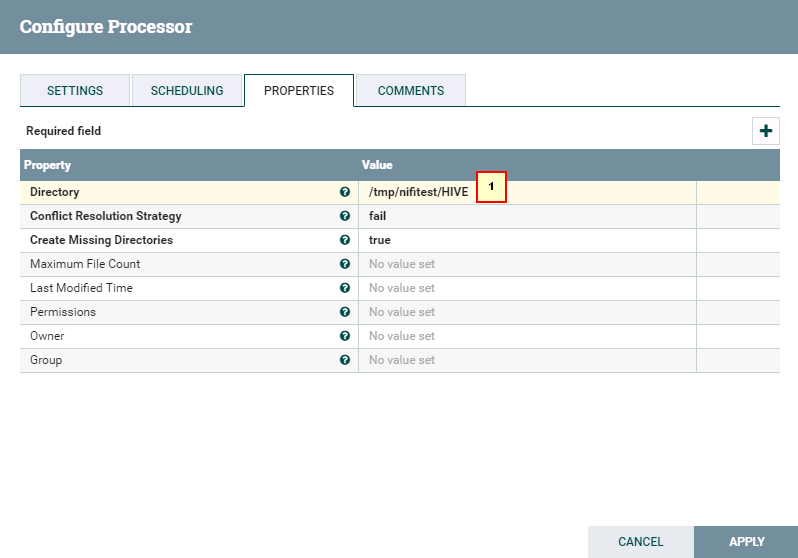 Configure Processor
SETTINGS SCHEDULING PROPERTIES COMMENTS
Required field
Property Value
Directory /tmp/nifitest/HIVE 1
Conflict Resolution Strategy fail
Create Missing Directories true
Maximum File Count No value set
Last Modified Time No value set
Permissions No value set
Owner No value set
Group No value set
CANCEL APPLY